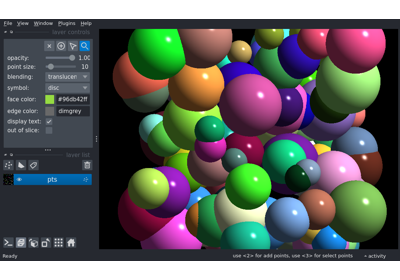 File View Window Plugins Help
layer controls
opacity: 1.00
point size: 10
blending: translucen
symbol: disc
face color: #96db42ff
edge color: dimgrey
display text:
out of slice:
layer list
pts
Ready use <2> for add points, use <3> for select points activity